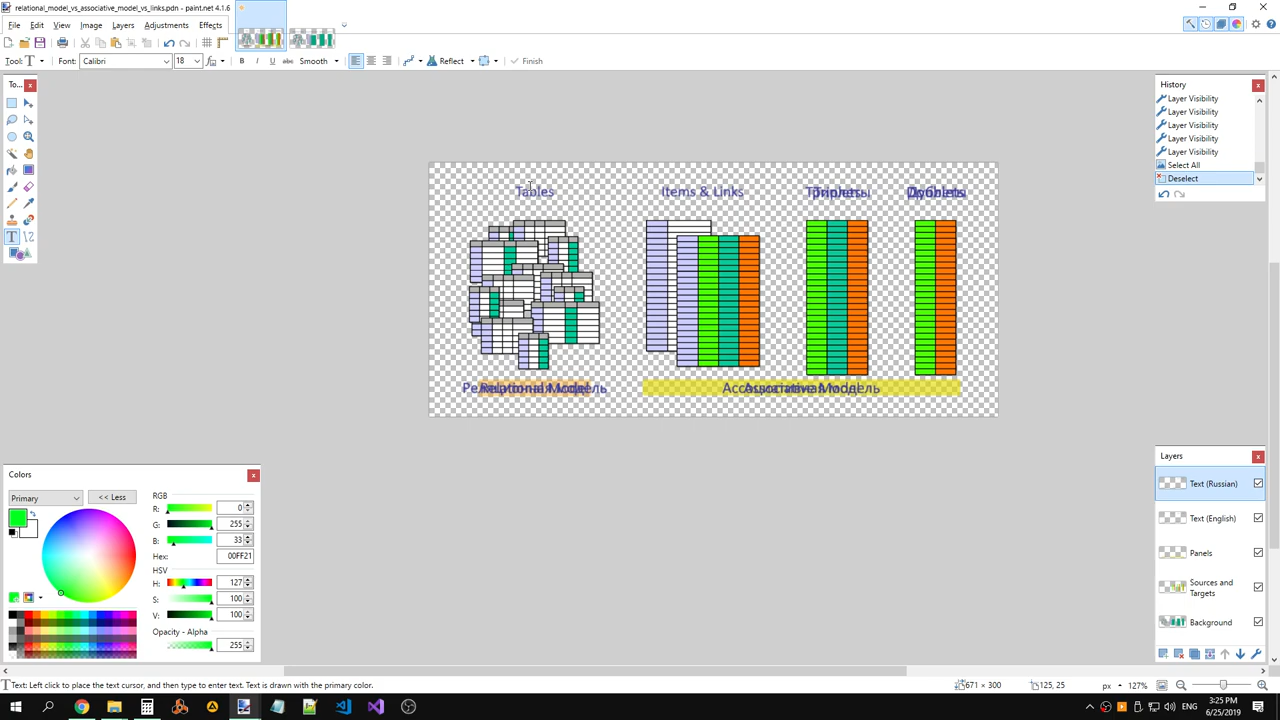 relational_model_vs_associative_model_vs_links.pdn - paint.net 4.1.6
File Edit View Image Layers Adjustments Effects
Tool: T Font: Calibri 18 B I U abc Smooth Reflect Finish
To...
Tables
Items & Links
Relational Model
History
Layer Visibility
Layer Visibility
Layer Visibility
Layer Visibility
Layer Visibility
Select All
Deselect
Layers
Text (Russian)
Text (English)
Panels
Sources and
Targets
Background
Colors
Primary
<< Less
RGB
R: 0
G: 255
B: 33
Hex: 00FF21
HSV
H: 127
S: 100
V: 100
Opacity - Alpha
255
Text: Left click to place the text cursor, and then type to enter text. Text is drawn with the primary color.
671 × 300
125, 25
px
127%
ENG
3:25 PM
6/25/2019